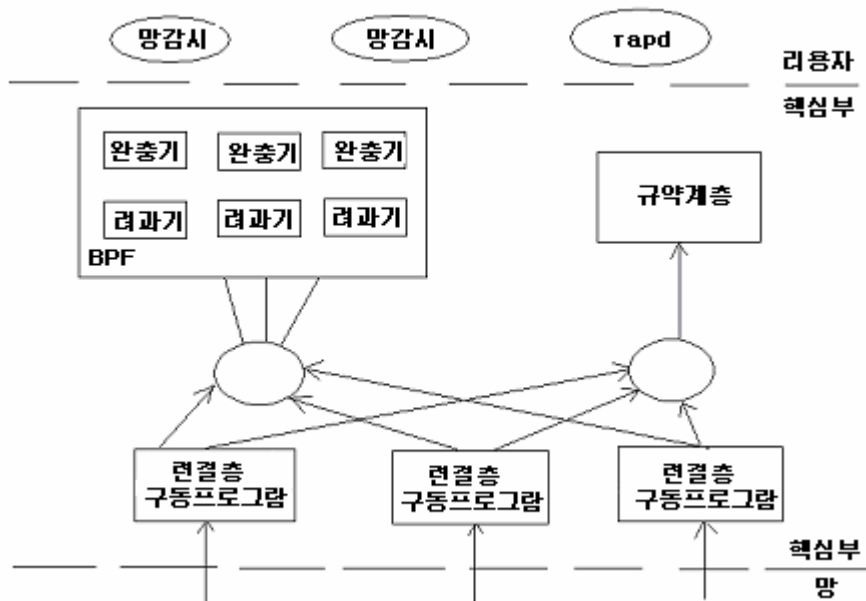 망감시 망감시 rapd
리용자
핵심부
완충기 완충기 완충기
려과기 려과기 려과기
BPF
규약계층
련결층
구동프로그람
련결층
구동프로그람
련결층
구동프로그람
핵심부
망